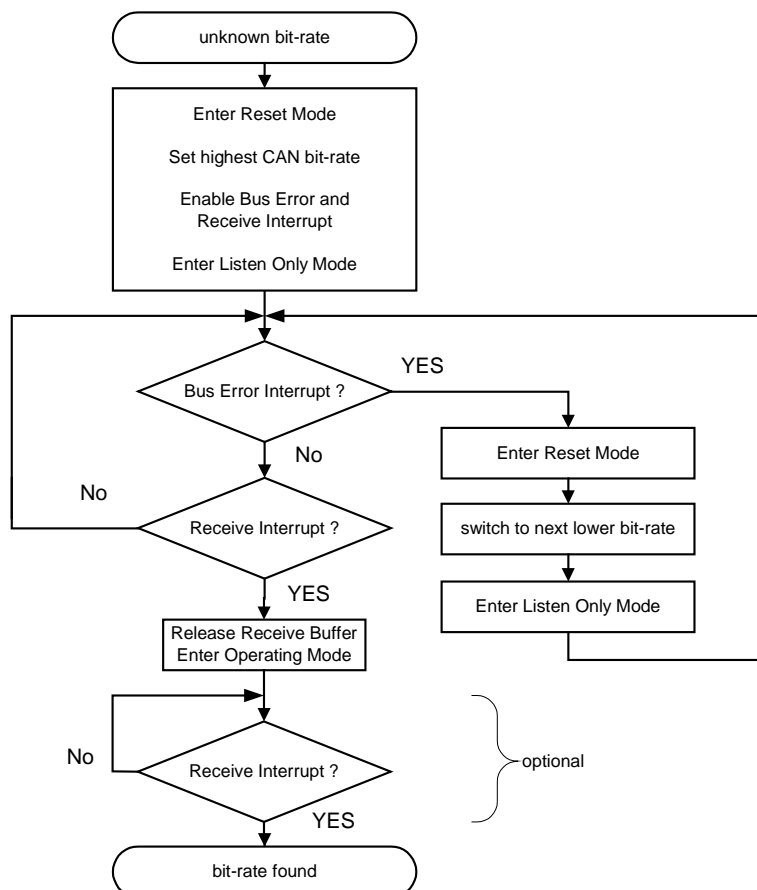 unknown bit-rate
Enter Reset Mode
Set highest CAN bit-rate
Enable Bus Error and
Receive Interrupt
Enter Listen Only Mode
Bus Error Interrupt ?
YES
No
Enter Reset Mode
switch to next lower bit-rate
Enter Listen Only Mode
No
Receive Interrupt ?
YES
Release Receive Buffer
Enter Operating Mode
No
Receive Interrupt ?
optional
YES
bit-rate found